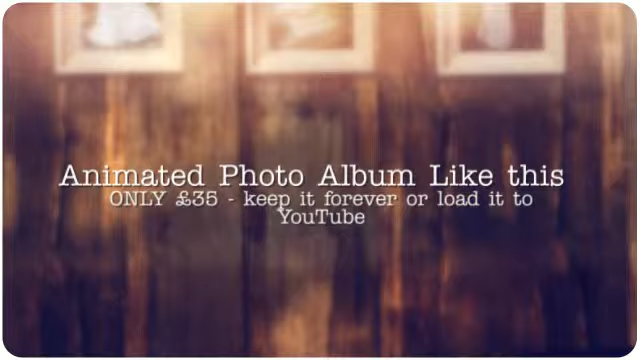 Animated Photo Album Like this
ONLY £35 - keep it forever or load it to
YouTube